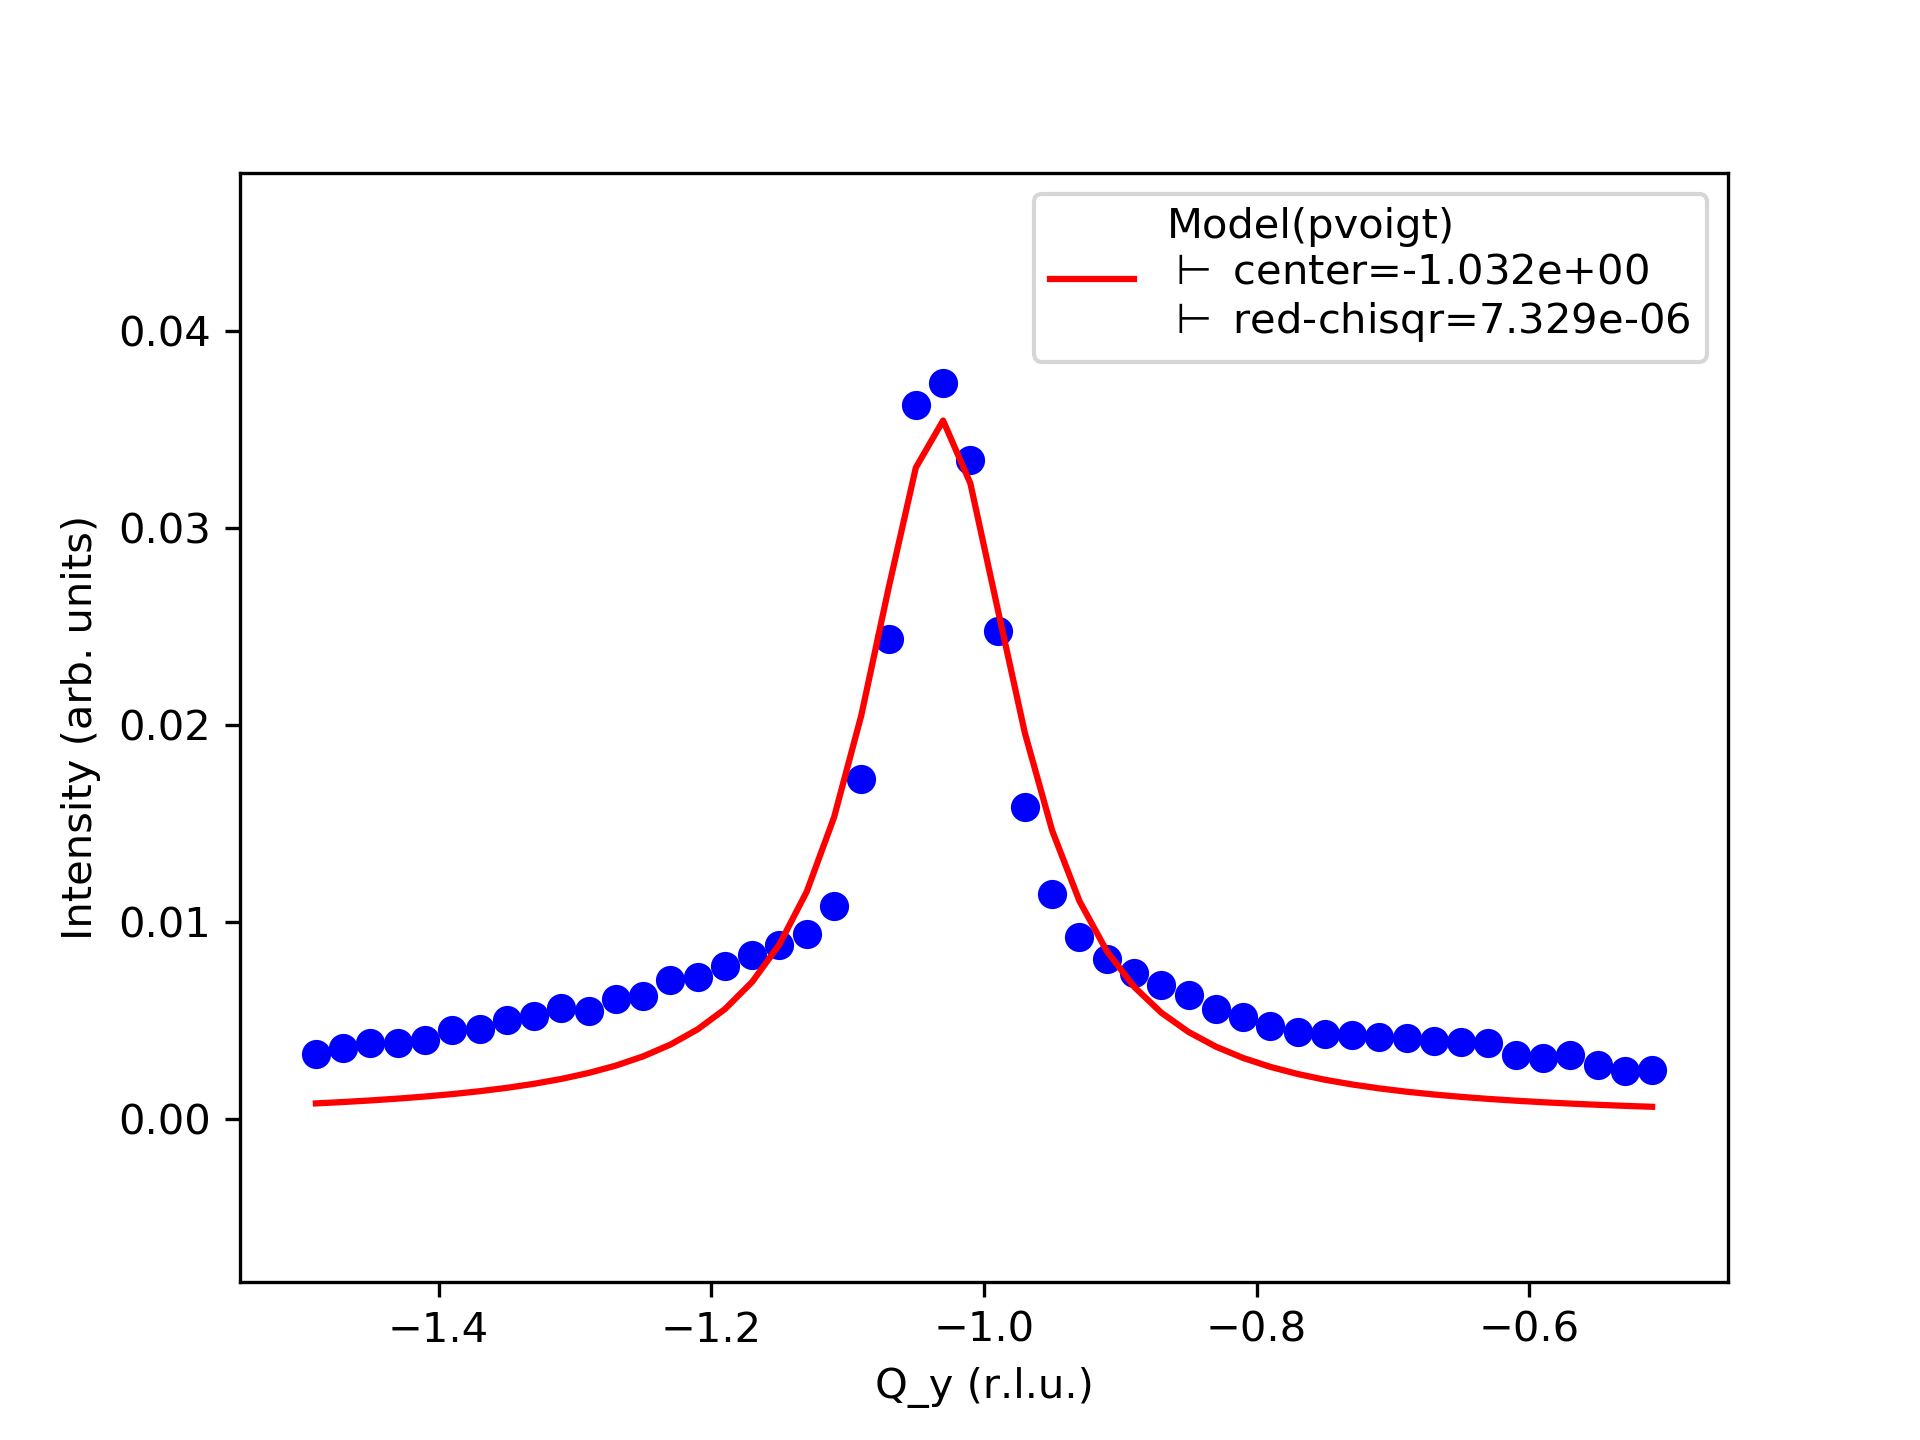 Model(pvoigt)
⊢ center=-1.032e+00
⊢ red-chisqr=7.329e-06
0.04
0.03
0.02
0.01
0.00
Intensity (arb. units)
−1.4 −1.2 −1.0 −0.8 −0.6
Q_y (r.l.u.)